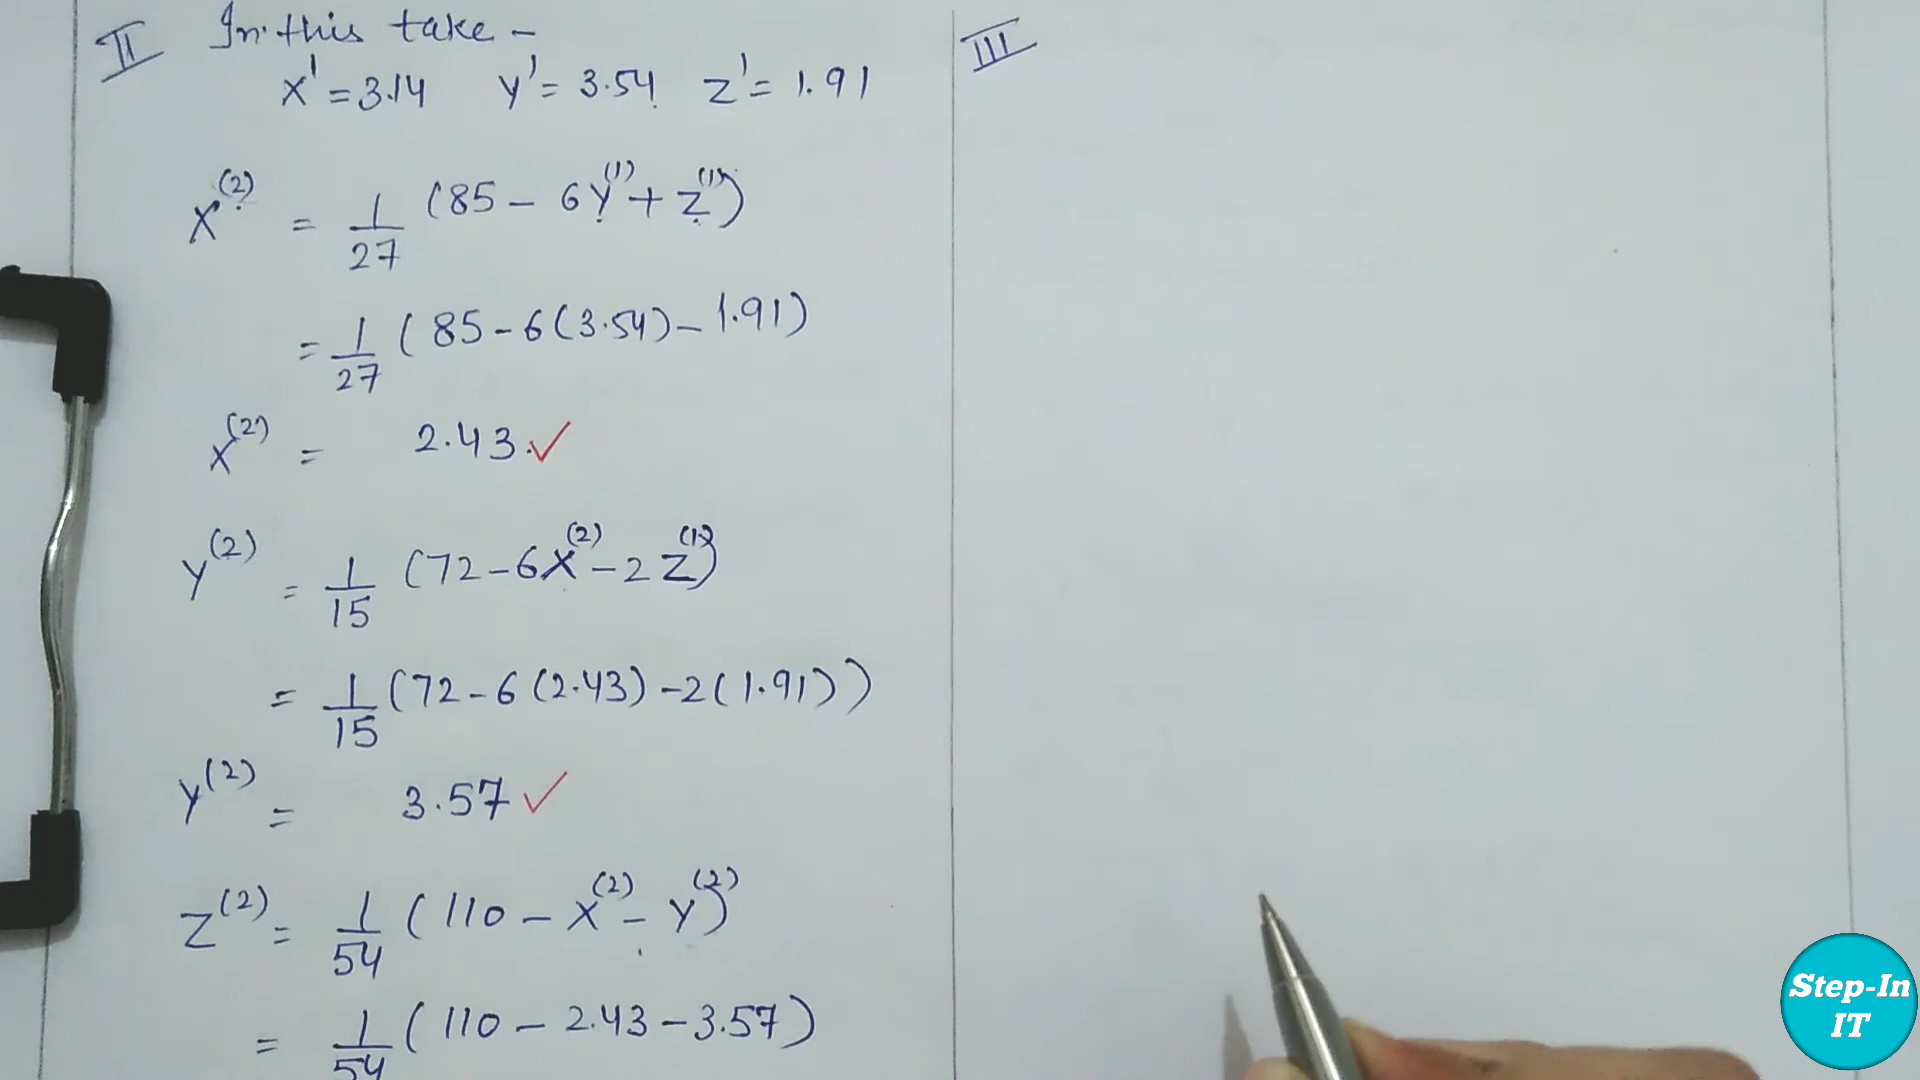 II In this take -
x' = 3.14 y' = 3.54 z' = 1.91
x^(2) = 1/27 (85 - 6y^(1) + z^(1))
= 1/27 (85 - 6(3.54) - 1.91)
x^(2) = 2.43 ✓
y^(2) = 1/15 (72 - 6x^(2) - 2z^(1))
= 1/15 (72 - 6(2.43) - 2(1.91))
y^(2) = 3.57 ✓
z^(2) = 1/54 (110 - x^(2) - y^(2))
= 1/54 (110 - 2.43 - 3.57)
III
Step-In
IT